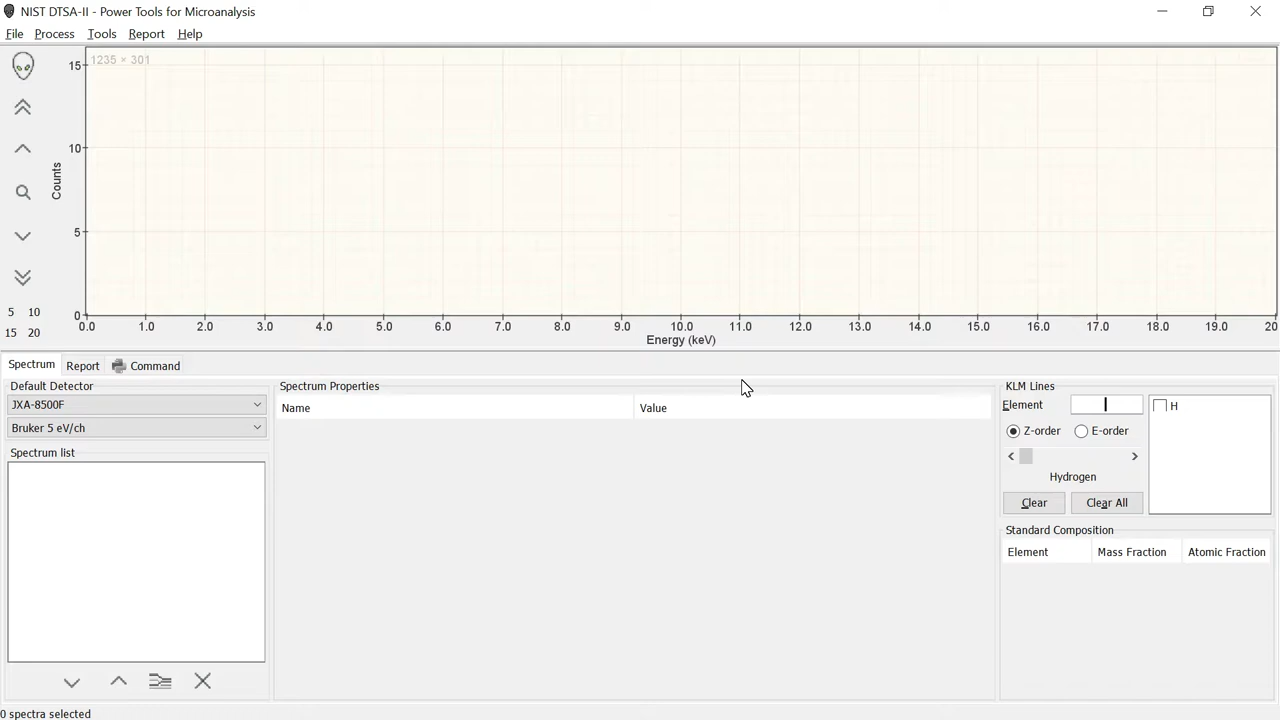 NIST DTSA-II - Power Tools for Microanalysis
File Process Tools Report Help
1235 × 301
15
10
5
0
Counts
5 10
15 20
0.0 1.0 2.0 3.0 4.0 5.0 6.0 7.0 8.0 9.0 10.0 11.0 12.0 13.0 14.0 15.0 16.0 17.0 18.0 19.0 20
Energy (keV)
Spectrum Report Command
Default Detector
JXA-8500F
Bruker 5 eV/ch
Spectrum list
Spectrum Properties
Name Value
KLM Lines
Element
H
Z-order E-order
Hydrogen
Clear Clear All
Standard Composition
Element Mass Fraction Atomic Fraction
0 spectra selected